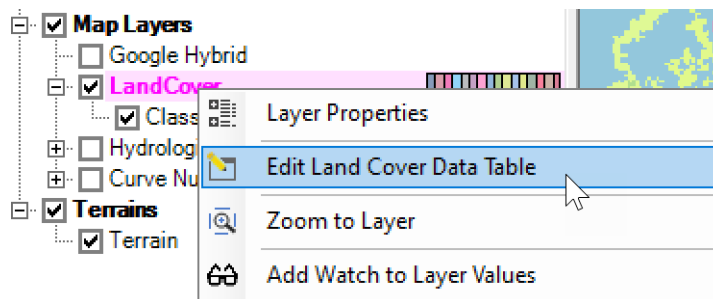 Map Layers
Google Hybrid
LandCover
Class
Layer Properties
Hydrologi
Edit Land Cover Data Table
Curve Nu
Terrains
Zoom to Layer
Terrain
Add Watch to Layer Values